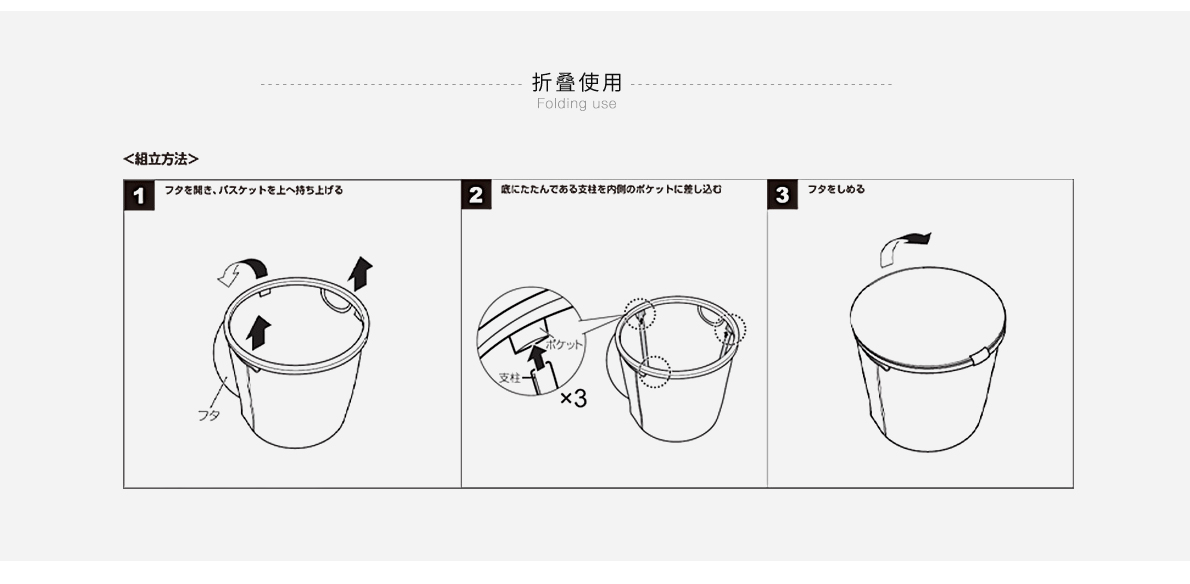 折叠使用
Folding use
＜組立方法＞
1 フタを開き、バスケットを上へ持ち上げる
2 底にたたんである支柱を内側のポケットに差し込む
3 フタをしめる
ポケット
支柱
×3
フタ